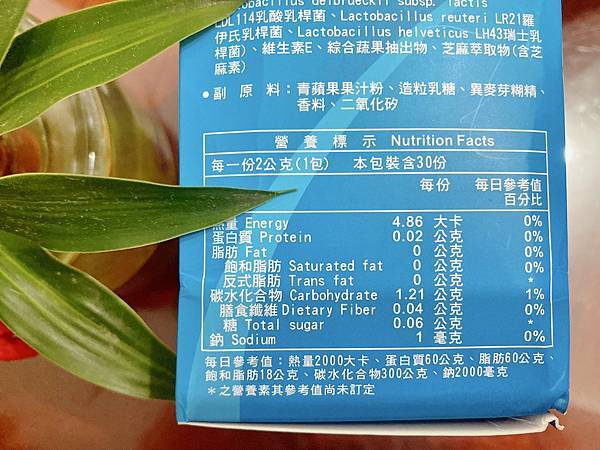 delbrueckii subsp. lactis
LDL114乳酸乳桿菌、Lactobacillus reuteri LR21羅
伊氏乳桿菌、Lactobacillus helveticus LH43瑞士乳
桿菌)、維生素E、綜合蔬果抽出物、芝麻萃取物(含芝
麻素)
●副 原 料：青蘋果果汁粉、造粒乳糖、異麥芽糊精、
香料、二氧化矽
營 養 標 示 Nutrition Facts
每一份2公克(1包) 本包裝含30份
每份 每日參考值
百分比
熱量 Energy 4.86 大卡 0%
蛋白質 Protein 0.02 公克 0%
脂肪 Fat 0 公克 0%
飽和脂肪 Saturated fat 0 公克 0%
反式脂肪 Trans fat 0 公克 *
碳水化合物 Carbohydrate 1.21 公克 1%
膳食纖維 Dietary Fiber 0.04 公克 0%
糖 Total sugar 0.06 公克 *
鈉 Sodium 1 毫克 0%
每日參考值：熱量2000大卡、蛋白質60公克、脂肪60公克、
飽和脂肪18公克、碳水化合物300公克、鈉2000毫克
＊之營養素其參考值尚未訂定